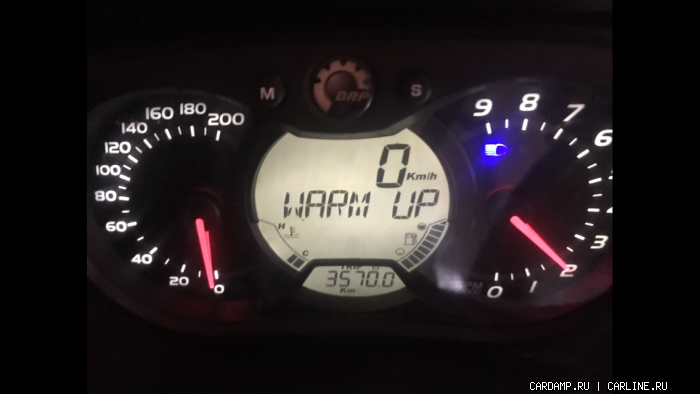 M
BRP
S
0 20 40 60 80 100 120 140 160 180 200
0
Km/h
WARM UP
H
C
TRIP
3570.0
Km
0 1 2 3 4 5 6 7 8 9
CARDAMP.RU | CARLINE.RU